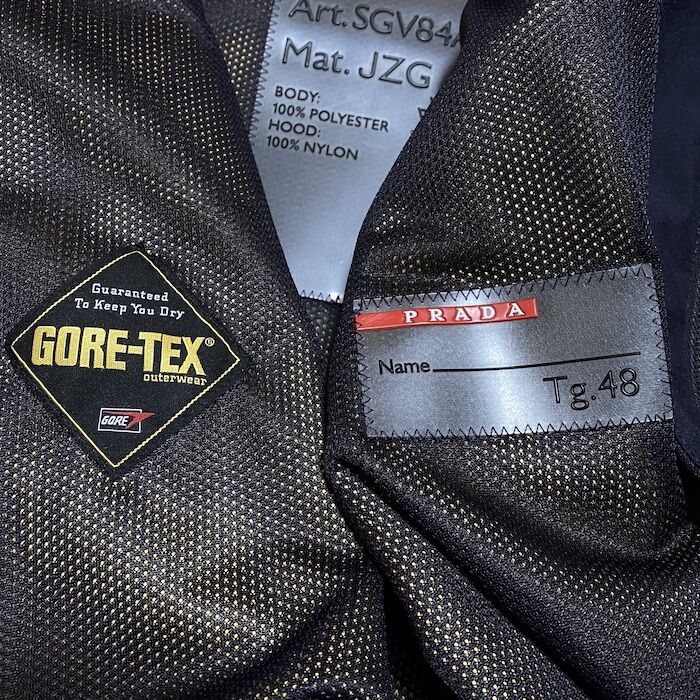 Art.SGV84
Mat. JZG
BODY:
100% POLYESTER
HOOD:
100% NYLON
Guaranteed
To Keep You Dry
GORE-TEX®
outerwear
GORE
PRADA
Name
Tg.48